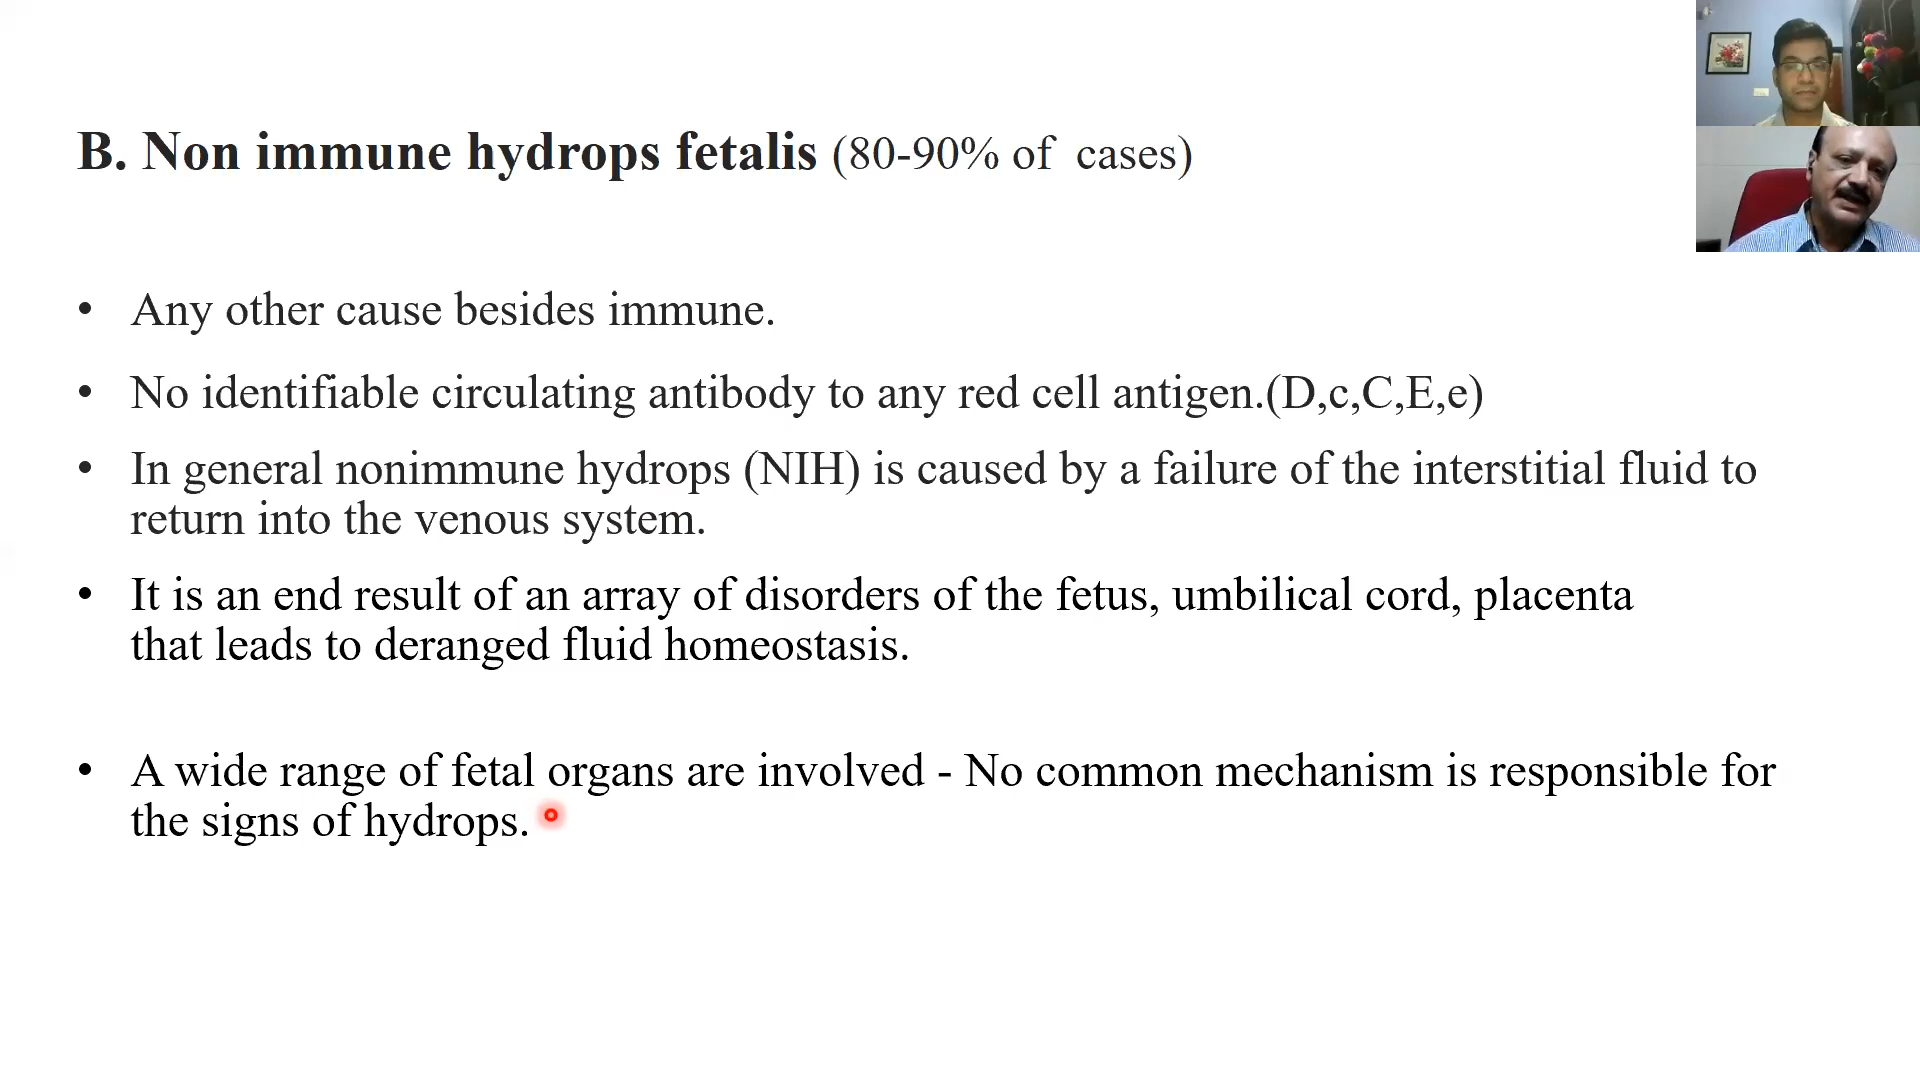 B. Non immune hydrops fetalis (80-90% of cases)
• Any other cause besides immune.
• No identifiable circulating antibody to any red cell antigen.(D,c,C,E,e)
• In general nonimmune hydrops (NIH) is caused by a failure of the interstitial fluid to
return into the venous system.
• It is an end result of an array of disorders of the fetus, umbilical cord, placenta
that leads to deranged fluid homeostasis.
• A wide range of fetal organs are involved - No common mechanism is responsible for
the signs of hydrops.